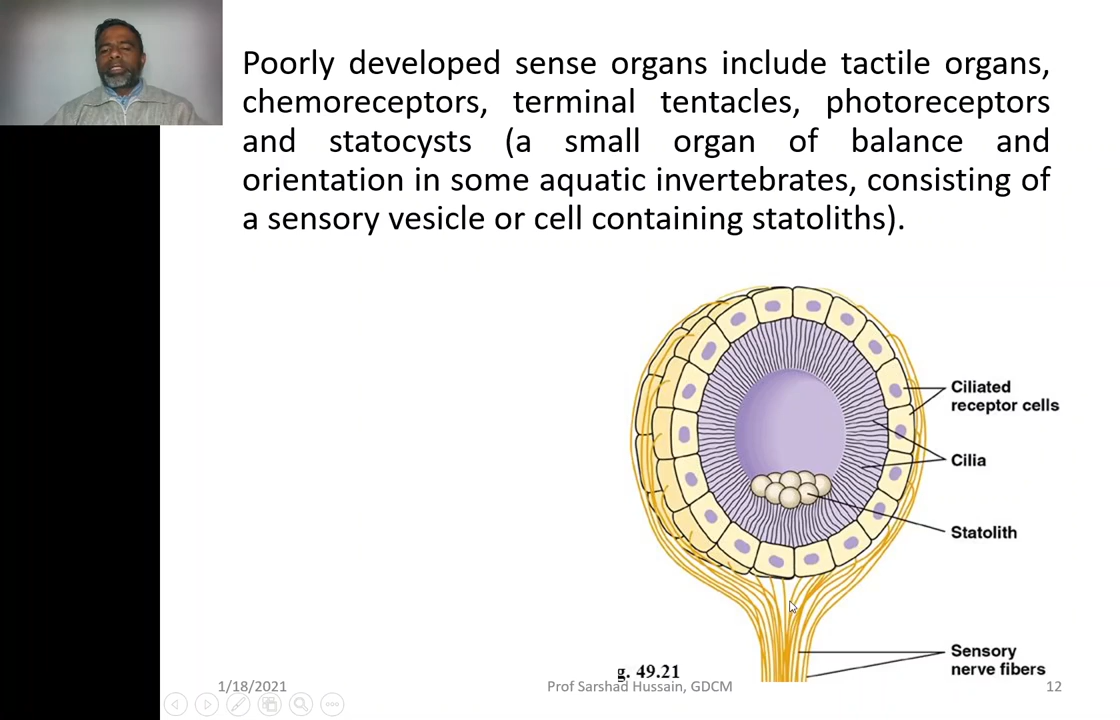 Poorly developed sense organs include tactile organs,
chemoreceptors, terminal tentacles, photoreceptors
and statocysts (a small organ of balance and
orientation in some aquatic invertebrates, consisting of
a sensory vesicle or cell containing statoliths).
Ciliated
receptor cells
Cilia
Statolith
Sensory
nerve fibers
g. 49.21
1/18/2021
Prof Sarshad Hussain, GDCM
12